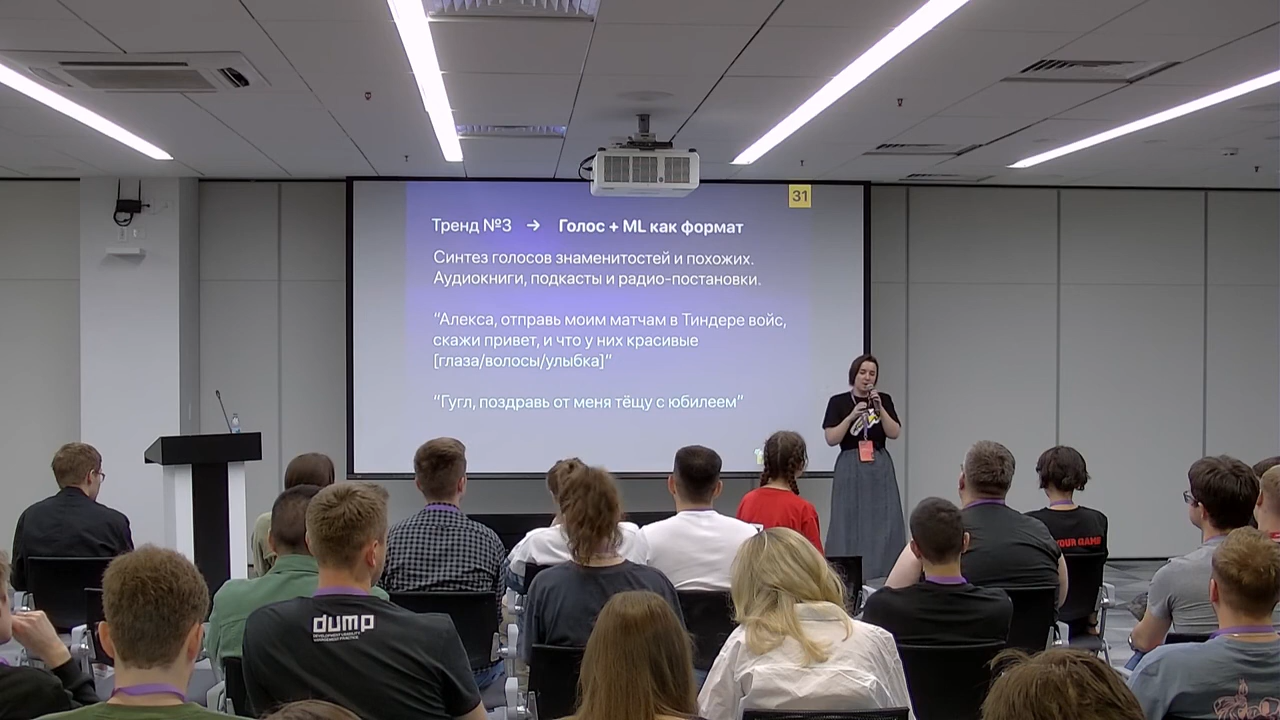 31
Тренд №3 → Голос + ML как формат
Синтез голосов знаменитостей и похожих.
Аудиокниги, подкасты и радио-постановки.
“Алекса, отправь моим матчам в Тиндере войс,
скажи привет, и что у них красивые
[глаза/волосы/улыбка]”
“Гугл, поздравь от меня тёщу с юбилеем”
YOUR GAME
dump